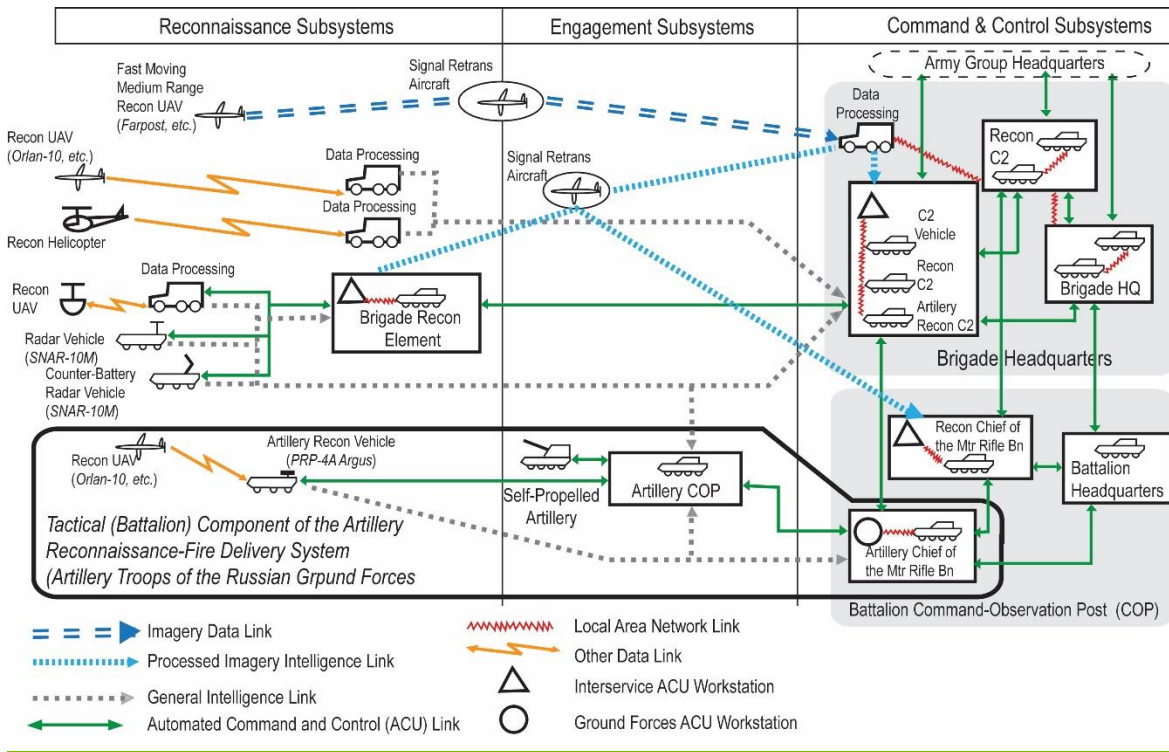 Reconnaissance Subsystems
Engagement Subsystems
Command & Control Subsystems
Fast Moving
Medium Range
Recon UAV
(Farpost, etc.)
Signal Retrans
Aircraft
Army Group Headquarters
Data
Processing
Recon
C2
Recon UAV
(Orlan-10, etc.)
Data Processing
Signal Retrans
Aircraft
Data Processing
Recon Helicopter
C2
Vehicle
Recon
C2
Artilery
Recon C2
Brigade HQ
Brigade Headquarters
Data Processing
Recon
UAV
Brigade Recon
Element
Radar Vehicle
(SNAR-10M)
Counter-Battery
Radar Vehicle
(SNAR-10M)
Recon Chief of
the Mtr Rifle Bn
Battalion
Headquarters
Recon UAV
(Orlan-10, etc.)
Artillery Recon Vehicle
(PRP-4A Argus)
Self-Propelled
Artillery
Artillery COP
Artillery Chief of
the Mtr Rifle Bn
Tactical (Battalion) Component of the Artillery
Reconnaissance-Fire Delivery System
(Artillery Troops of the Russian Grpund Forces
Battalion Command-Observation Post (COP)
Imagery Data Link
Processed Imagery Intelligence Link
General Intelligence Link
Automated Command and Control (ACU) Link
Local Area Network Link
Other Data Link
Interservice ACU Workstation
Ground Forces ACU Workstation